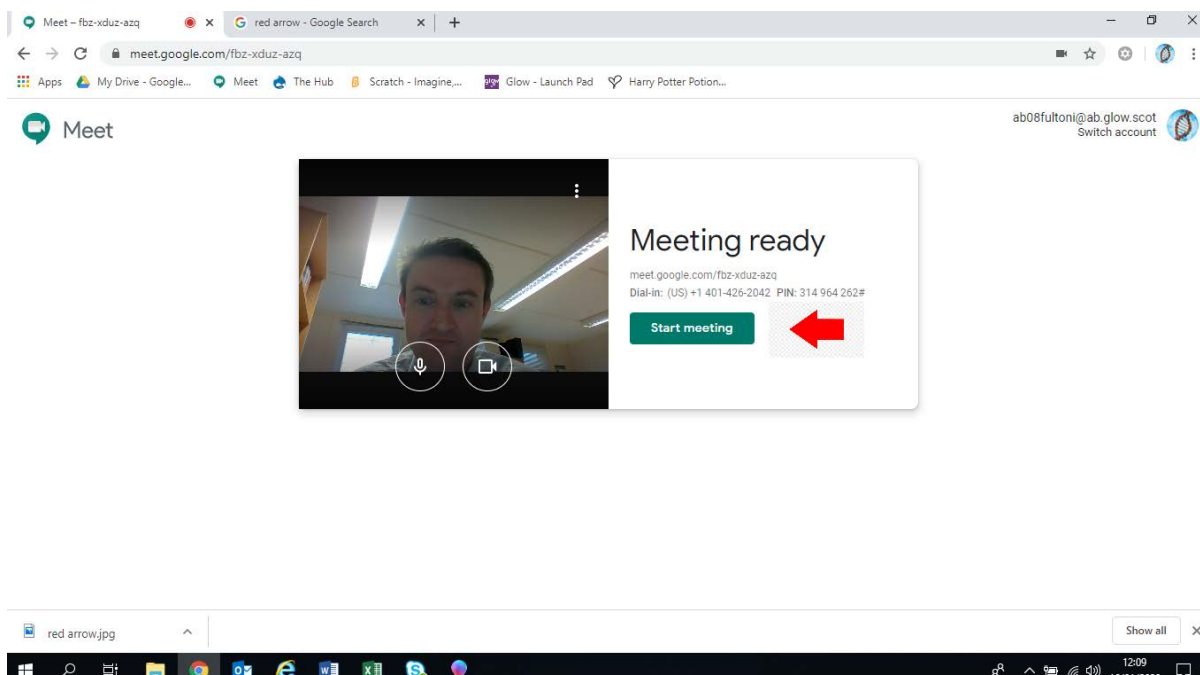 Meet – fbz-xduz-azq
red arrow - Google Search
meet.google.com/fbz-xduz-azq
Apps
My Drive - Google...
Meet
The Hub
Scratch - Imagine,...
Glow - Launch Pad
Harry Potter Potion...
Meet
ab08fultoni@ab.glow.scot
Switch account
Meeting ready
meet.google.com/fbz-xduz-azq
Dial-in: (US) +1 401-426-2042 PIN: 314 964 262#
Start meeting
red arrow.jpg
Show all
12:09